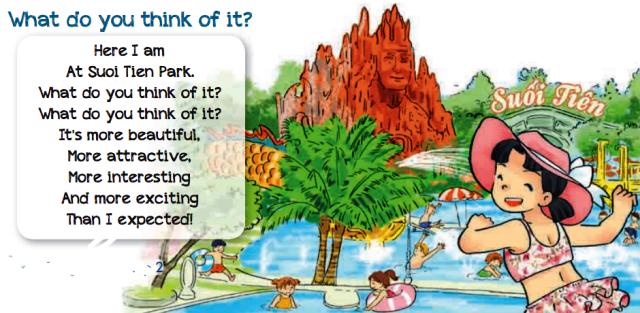 What do you think of it?
Here I am
At Suoi Tien Park.
What do you think of it?
What do you think of it?
It's more beautiful,
More attractive,
More interesting
And more exciting
Than I expected!
Suối Tiên
2